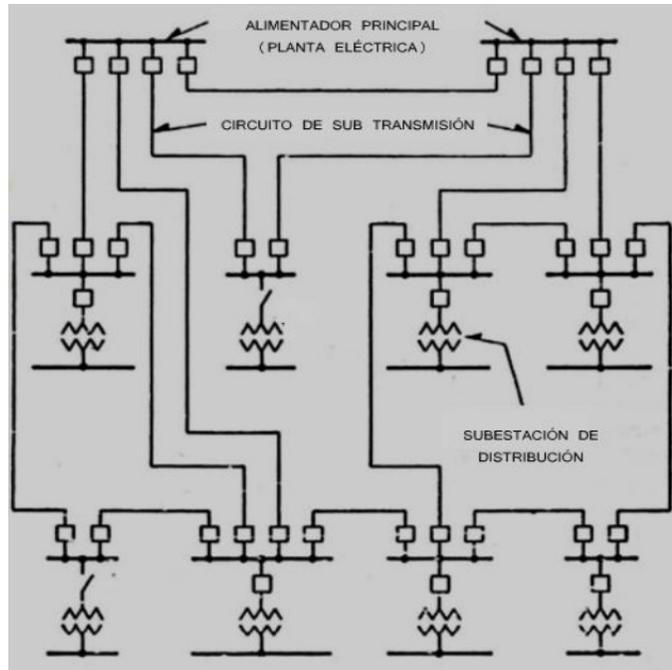 ALIMENTADOR PRINCIPAL
(PLANTA ELÉCTRICA)
CIRCUITO DE SUB TRANSMISIÓN
SUBESTACIÓN DE
DISTRIBUCIÓN